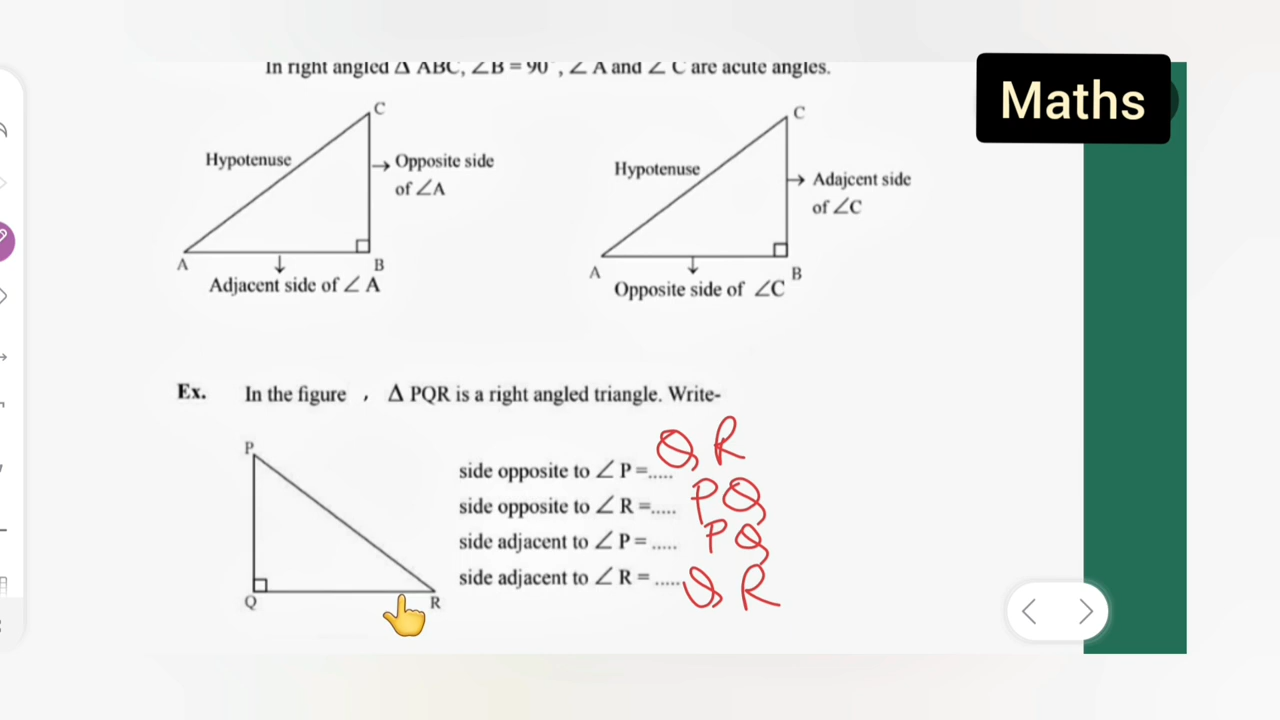 In right angled Δ ABC, ∠B = 90°, ∠ A and ∠ C are acute angles.
Maths
C
Hypotenuse
→ Opposite side
of ∠A
A
B
Adjacent side of ∠ A
C
Hypotenuse
→ Adajcent side
of ∠C
A
B
Opposite side of ∠C
Ex. In the figure , Δ PQR is a right angled triangle. Write-
P
Q
R
side opposite to ∠ P =..... QR
side opposite to ∠ R =..... PQ
side adjacent to ∠ P = ..... PQ
side adjacent to ∠ R = ..... QR